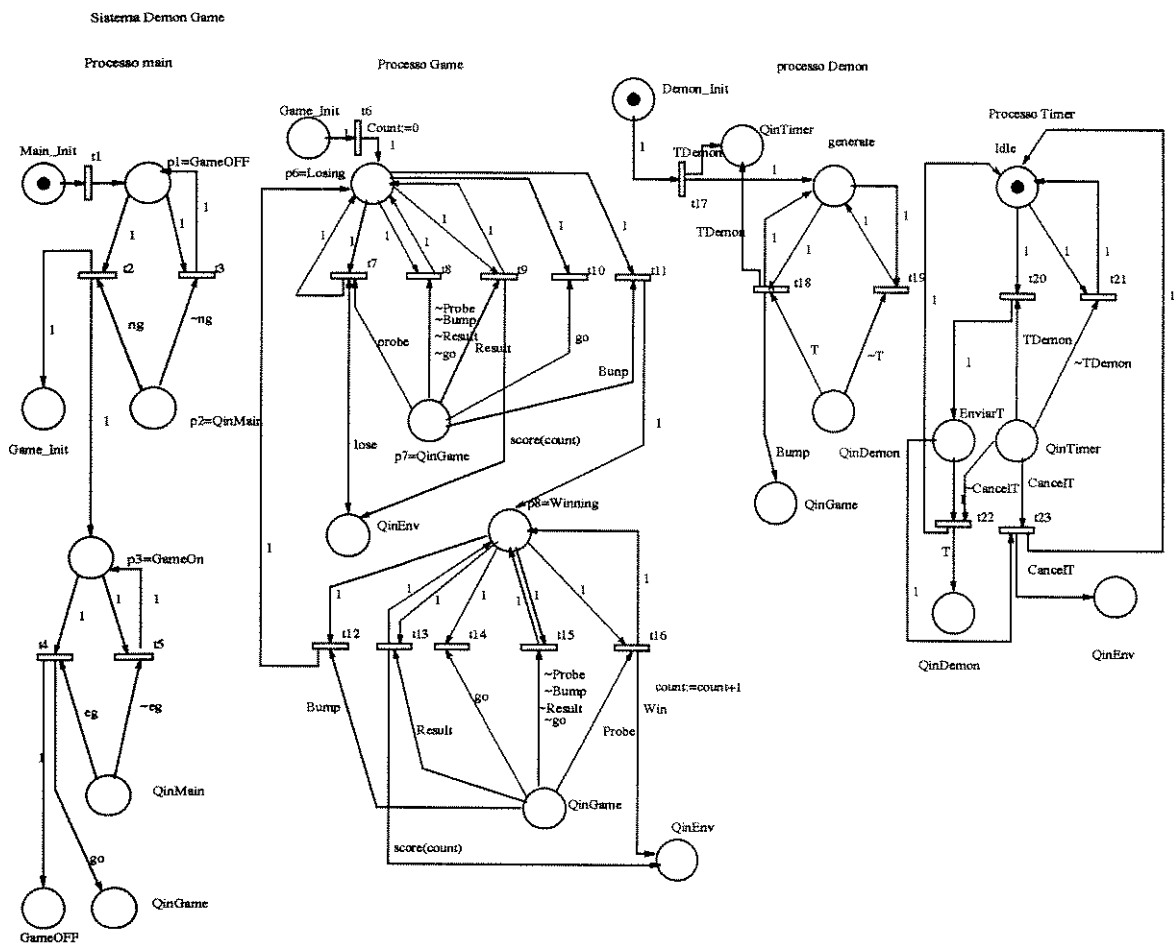 Sistema Demon Game
Processo main
Processo Game
processo Demon
Processo Timer
Main_Init
t1
p1=GameOFF
1
1
1
t2
t3
1
ng
~ng
Game_Init
p2=QinMain
1
p3=GameOn
1
1
1
t4
t5
1
eg
~eg
QinMain
go
GameOFF
QinGame
Game_Init
t6
1
Count:=0
1
p6=Losing
1
1
1
1
1
1
1
1
t7
t8
t9
t10
t11
probe
~Probe
~Bump
~Result
~go
Result
go
Bunp
p7=QinGame
lose
score(count)
1
QinEnv
p8=Winning
1
1
1
1
1
1
1
1
1
t12
t13
t14
t15
t16
Bump
Result
go
~Probe
~Bump
~Result
~go
Probe
count:=count+1
Win
QinGame
score(count)
QinEnv
Demon_Init
1
TDemon
QinTimer
t17
1
generate
TDemon
1
1
1
1
t18
t19
T
~T
QinDemon
Bump
QinGame
Idle
1
1
1
1
1
t20
t21
TDemon
~TDemon
1
EnviarT
QinTimer
~CancelT
CancelT
1
t22
t23
T
CancelT
1
QinDemon
QinEnv